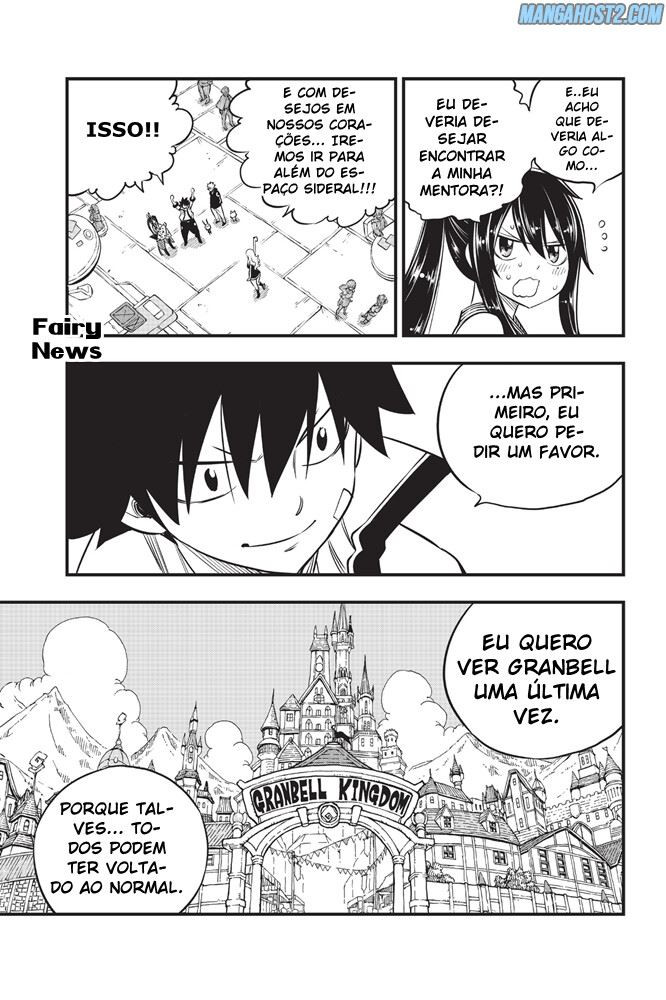 MANGAHOST2.COM
E..EU
ACHO
QUE DE-
VERIA AL-
GO CO-
MO...
EU DE-
VERIA DE-
SEJAR
ENCONTRAR
A MINHA
MENTORA?!
E COM DE-
SEJOS EM
NOSSOS CORA-
ÇÕES... IRE-
MOS IR PARA
ALÉM DO ES-
PAÇO SIDERAL!!!
ISSO!!
Fairy
News
...MAS PRI-
MEIRO, EU
QUERO PE-
DIR UM FAVOR.
EU QUERO
VER GRANBELL
UMA ÚLTIMA
VEZ.
GRANBELL KINGDOM
PORQUE TAL-
VES... TO-
DOS PODEM
TER VOLTA-
DO AO NORMAL.